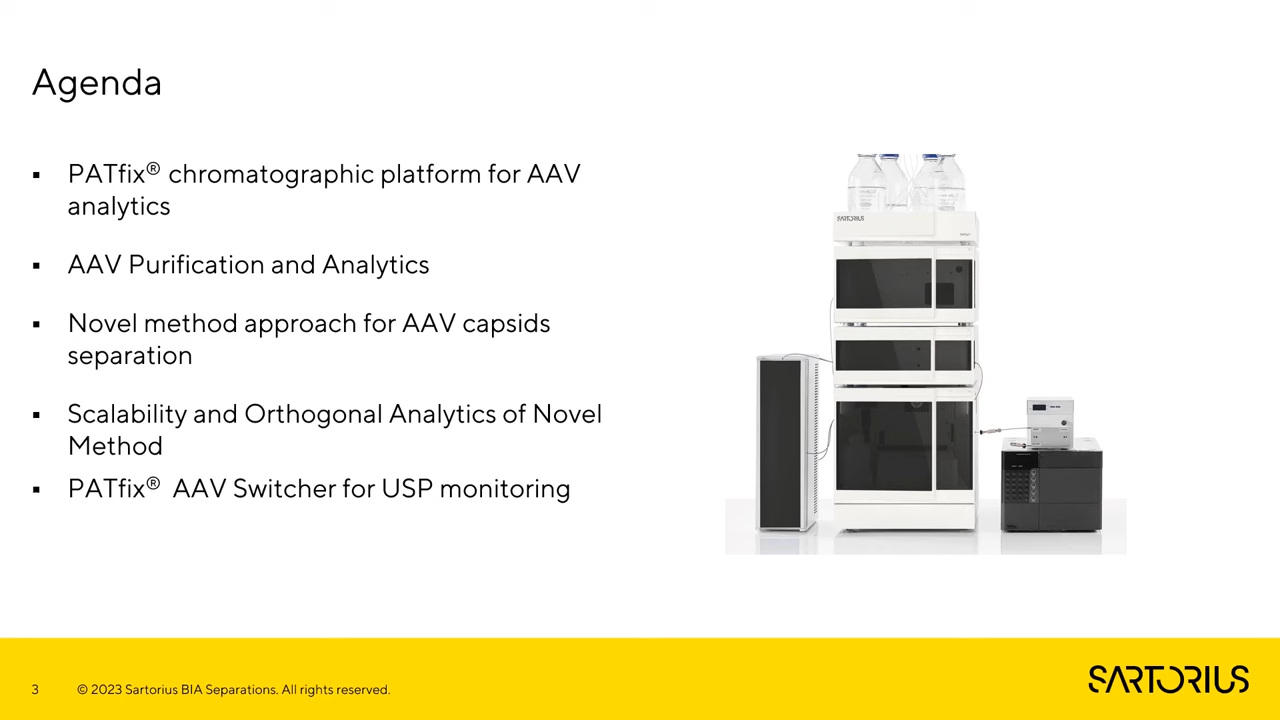 Agenda
▪ PATfix® chromatographic platform for AAV
analytics
▪ AAV Purification and Analytics
▪ Novel method approach for AAV capsids
separation
▪ Scalability and Orthogonal Analytics of Novel
Method
▪ PATfix® AAV Switcher for USP monitoring
SARTORIUS
3 © 2023 Sartorius BIA Separations. All rights reserved.
SARTORIUS